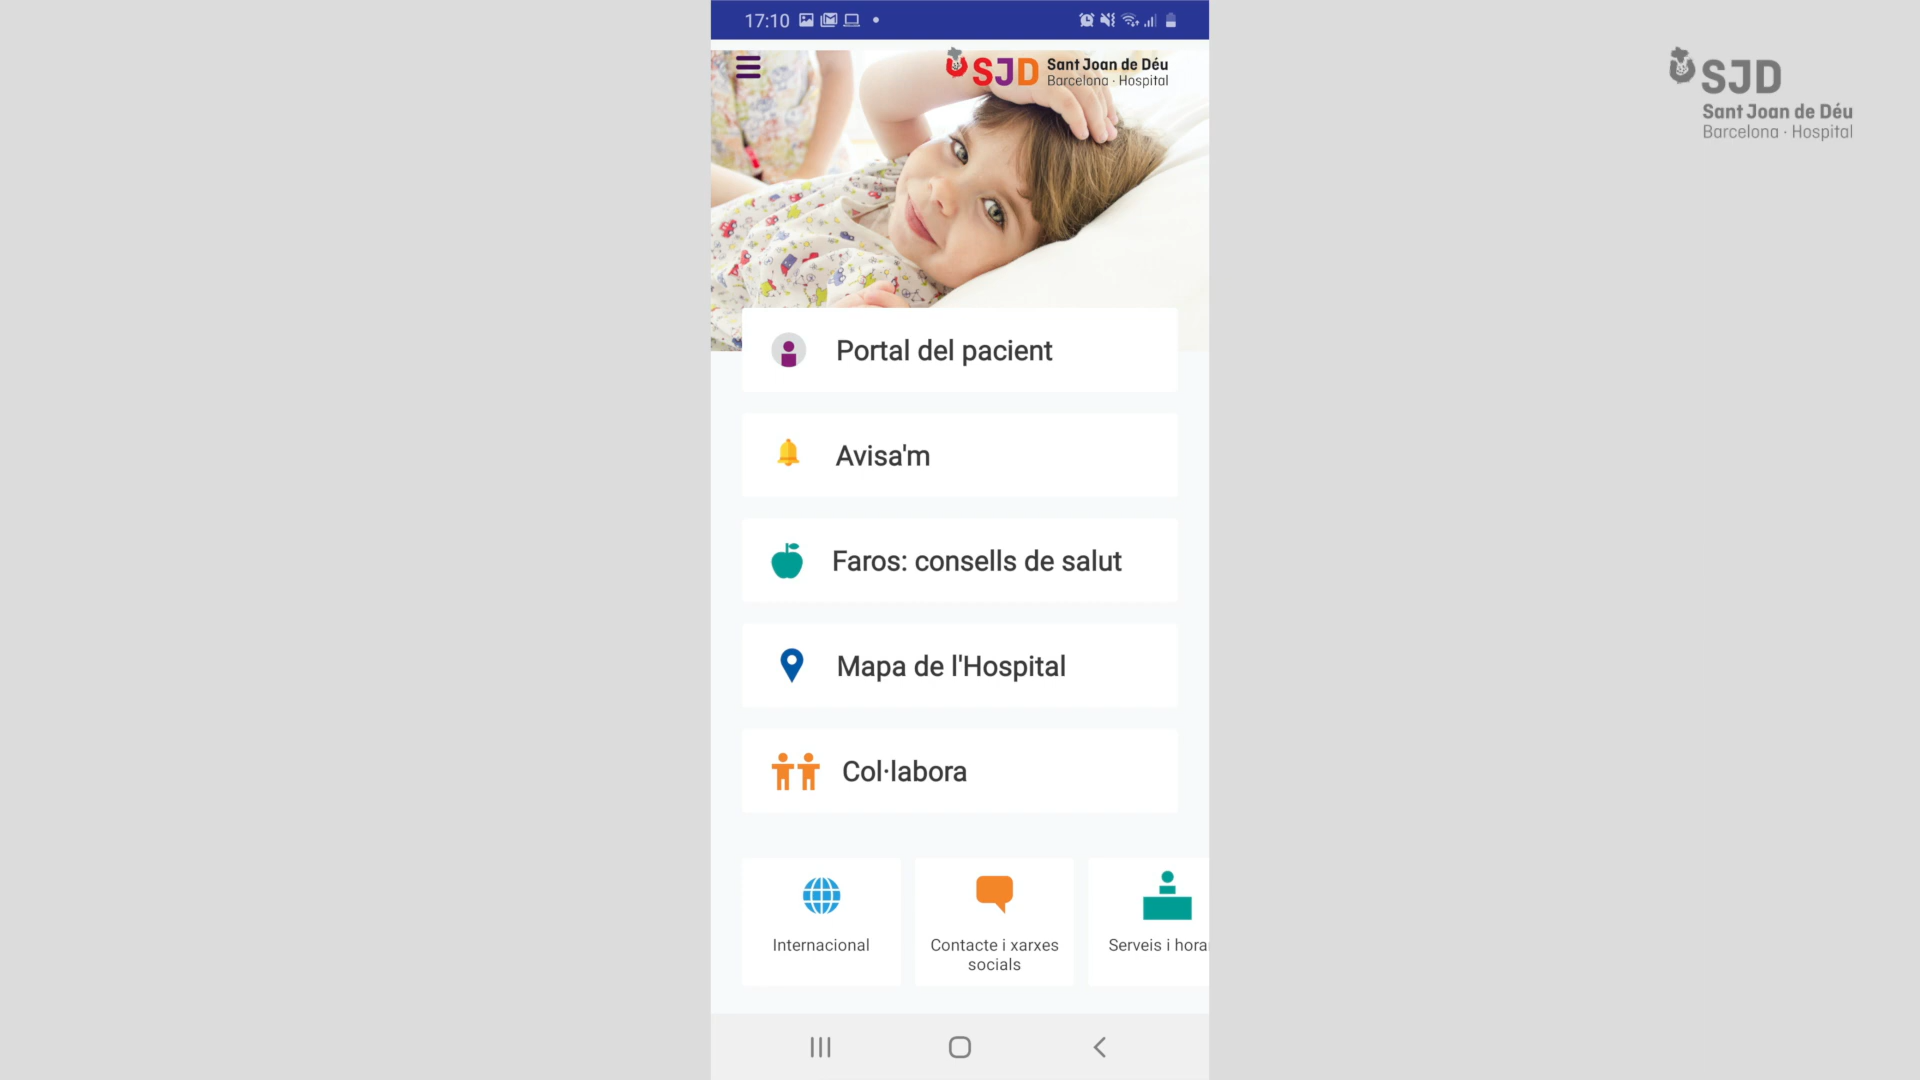 17:10
SJD Sant Joan de Déu
Barcelona · Hospital
SJD
Sant Joan de Déu
Barcelona · Hospital
Portal del pacient
Avisa'm
Faros: consells de salut
Mapa de l'Hospital
Col·labora
Internacional
Contacte i xarxes
socials
Serveis i hora